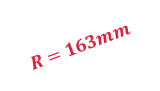 R = 163mm